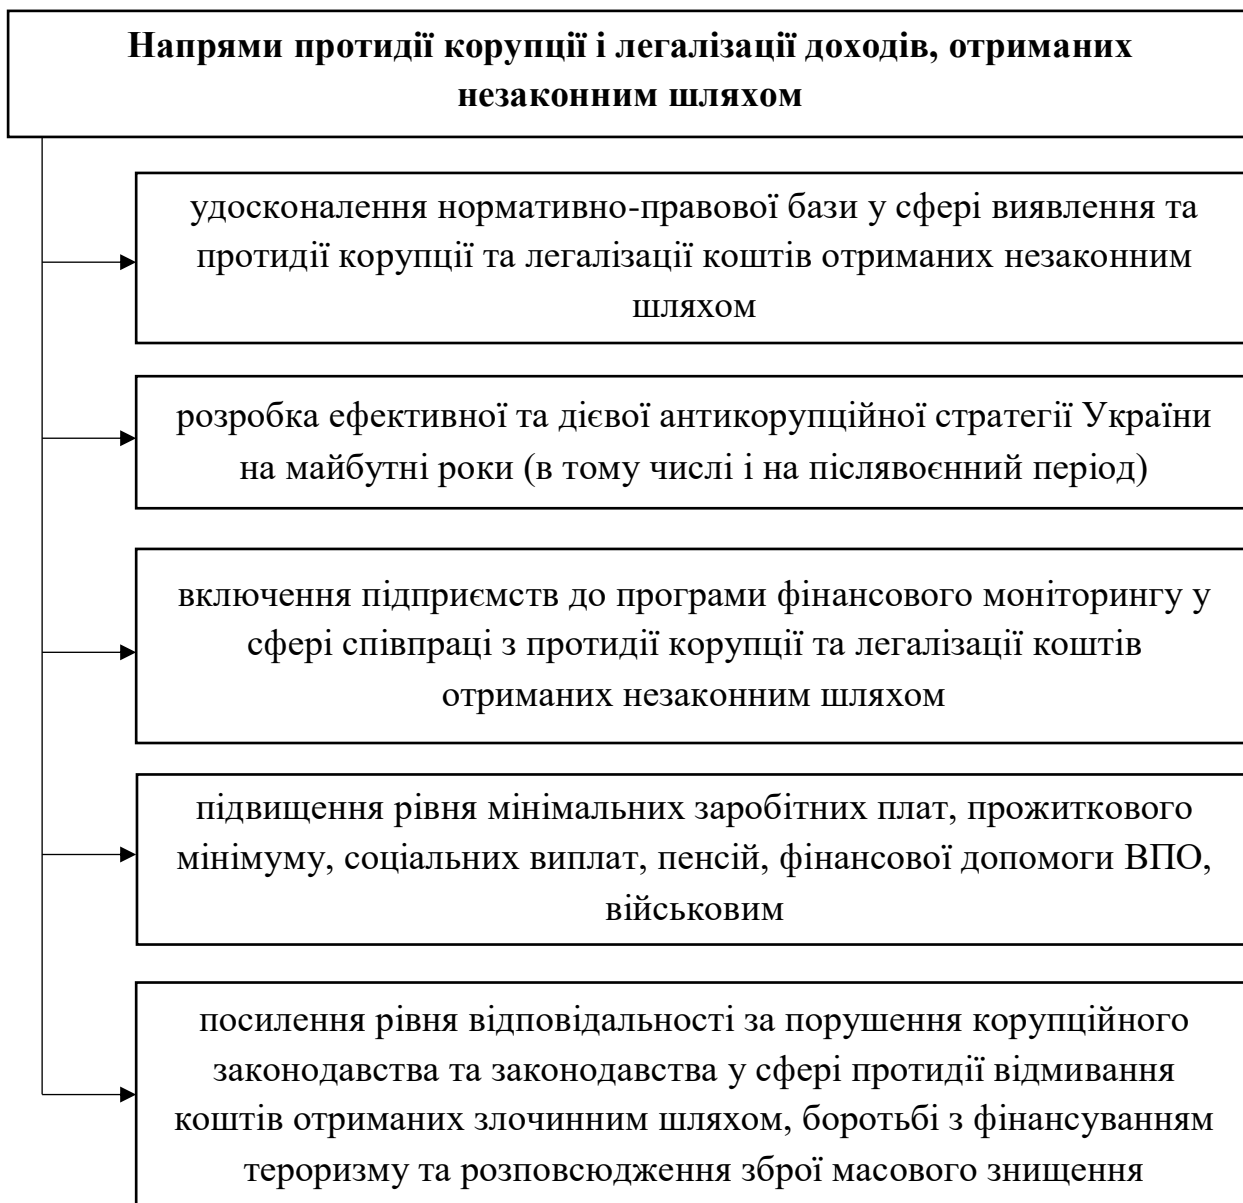 Напрями протидії корупції і легалізації доходів, отриманих
незаконним шляхом
удосконалення нормативно-правової бази у сфері виявлення та
протидії корупції та легалізації коштів отриманих незаконним
шляхом
розробка ефективної та дієвої антикорупційної стратегії України
на майбутні роки (в тому числі і на післявоєнний період)
включення підприємств до програми фінансового моніторингу у
сфері співпраці з протидії корупції та легалізації коштів
отриманих незаконним шляхом
підвищення рівня мінімальних заробітних плат, прожиткового
мінімуму, соціальних виплат, пенсій, фінансової допомоги ВПО,
військовим
посилення рівня відповідальності за порушення корупційного
законодавства та законодавства у сфері протидії відмивання
коштів отриманих злочинним шляхом, боротьбі з фінансуванням
тероризму та розповсюдження зброї масового знищення